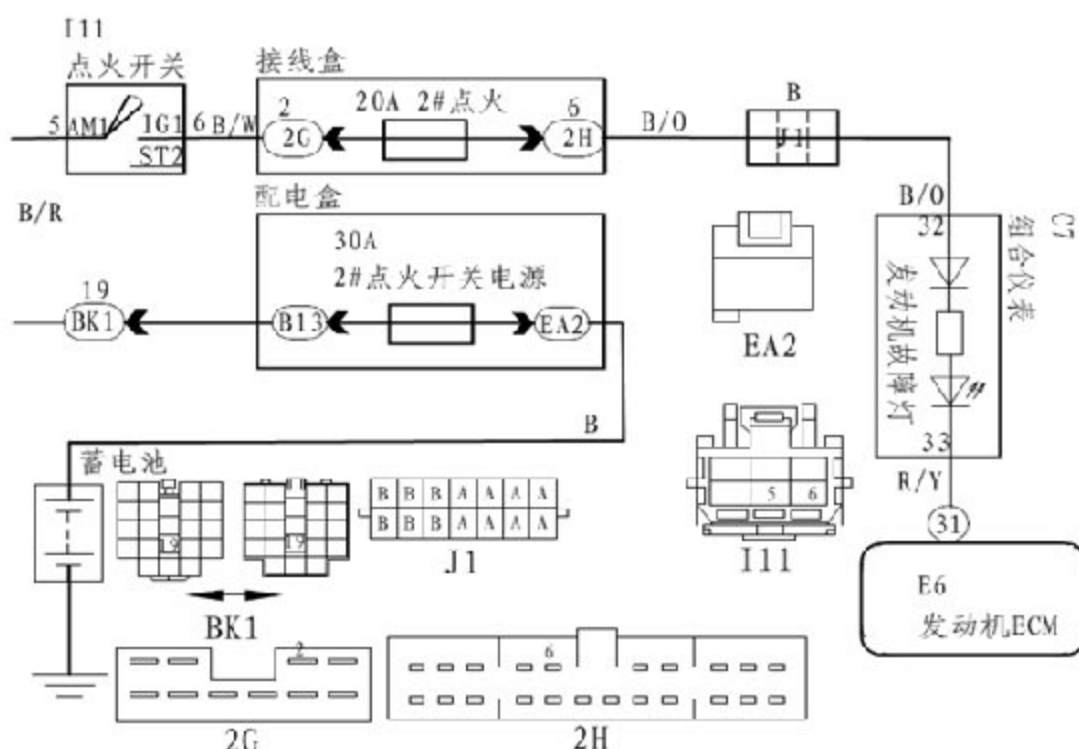 I11
点火开关
5
AM1
IG1
ST2
6
B/W
接线盒
2
2G
20A 2#点火
6
2H
B/O
B
J1
B/O
32
C7
组合仪表
发动机故障灯
33
R/Y
31
E6
发动机ECM
B/R
配电盒
30A
2#点火开关电源
19
BK1
B13
EA2
B
EA2
蓄电池
19
19
BK1
B B B A A A A
B B B A A A A
J1
5 6
I11
2
2G
6
2H